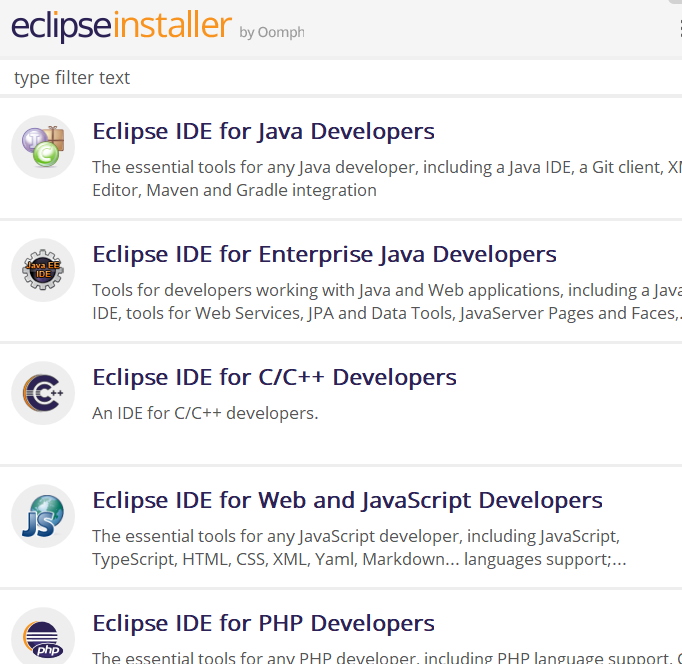 eclipseinstaller by Oomph
type filter text
Eclipse IDE for Java Developers
The essential tools for any Java developer, including a Java IDE, a Git client,
Editor, Maven and Gradle integration
Java EE
IDE
Eclipse IDE for Enterprise Java Developers
Tools for developers working with Java and Web applications, including a Java
IDE, tools for Web Services, JPA and Data Tools, JavaServer Pages and Faces,..
C++
Eclipse IDE for C/C++ Developers
An IDE for C/C++ developers.
JS
Eclipse IDE for Web and JavaScript Developers
The essential tools for any JavaScript developer, including JavaScript,
TypeScript, HTML, CSS, XML, Yaml, Markdown... languages support;...
php
Eclipse IDE for PHP Developers
The essential tools for any PHP developer, including PHP language support,